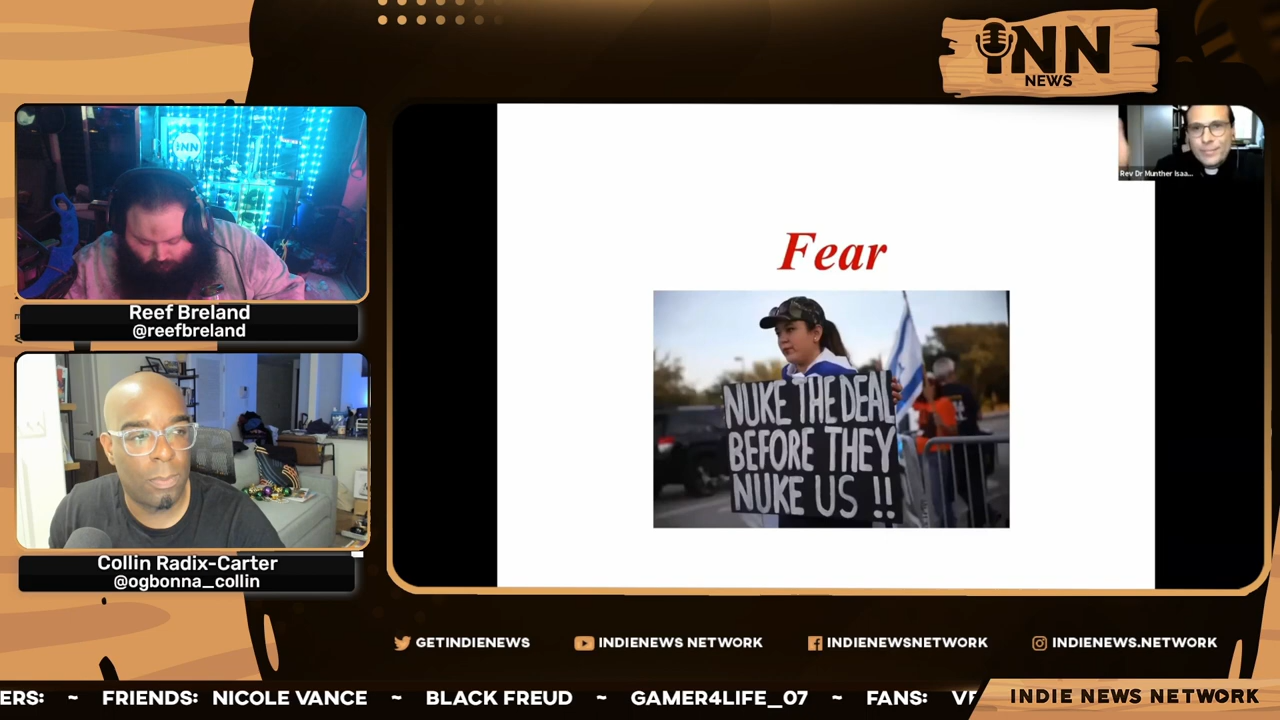 iNN
NEWS
iNN
Rev Dr Munther Isaa...
Reef Breland
@reefbreland
Fear
NUKE THE DEAL
BEFORE THEY
NUKE US !!
Collin Radix-Carter
@ogbonna_collin
GETINDIENEWS
INDIENEWS NETWORK
INDIENEWSNETWORK
INDIENEWS.NETWORK
ERS: ~ FRIENDS: NICOLE VANCE ~ BLACK FREUD ~ GAMER4LIFE_07 ~ FANS:
INDIE NEWS NETWORK